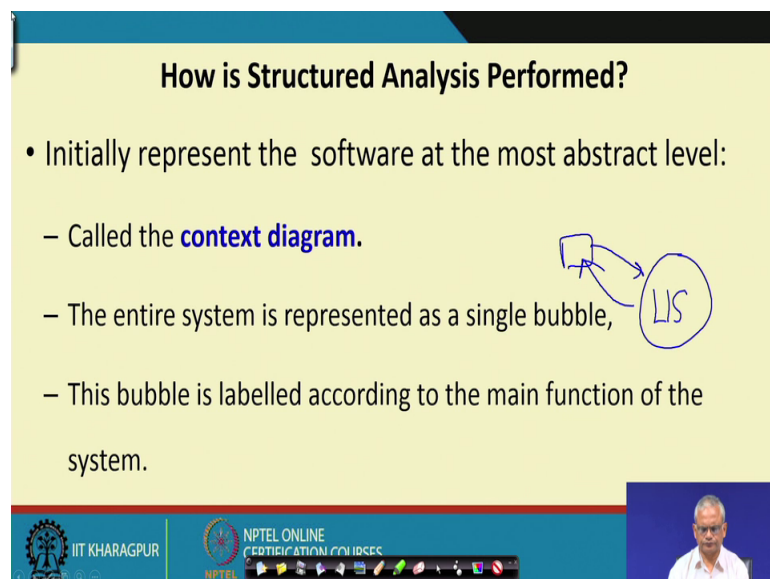 How is Structured Analysis Performed?
• Initially represent the software at the most abstract level:
– Called the context diagram.
– The entire system is represented as a single bubble,
LIS
– This bubble is labelled according to the main function of the
system.
IIT KHARAGPUR
NPTEL ONLINE
CERTIFICATION COURSES
NPTEL